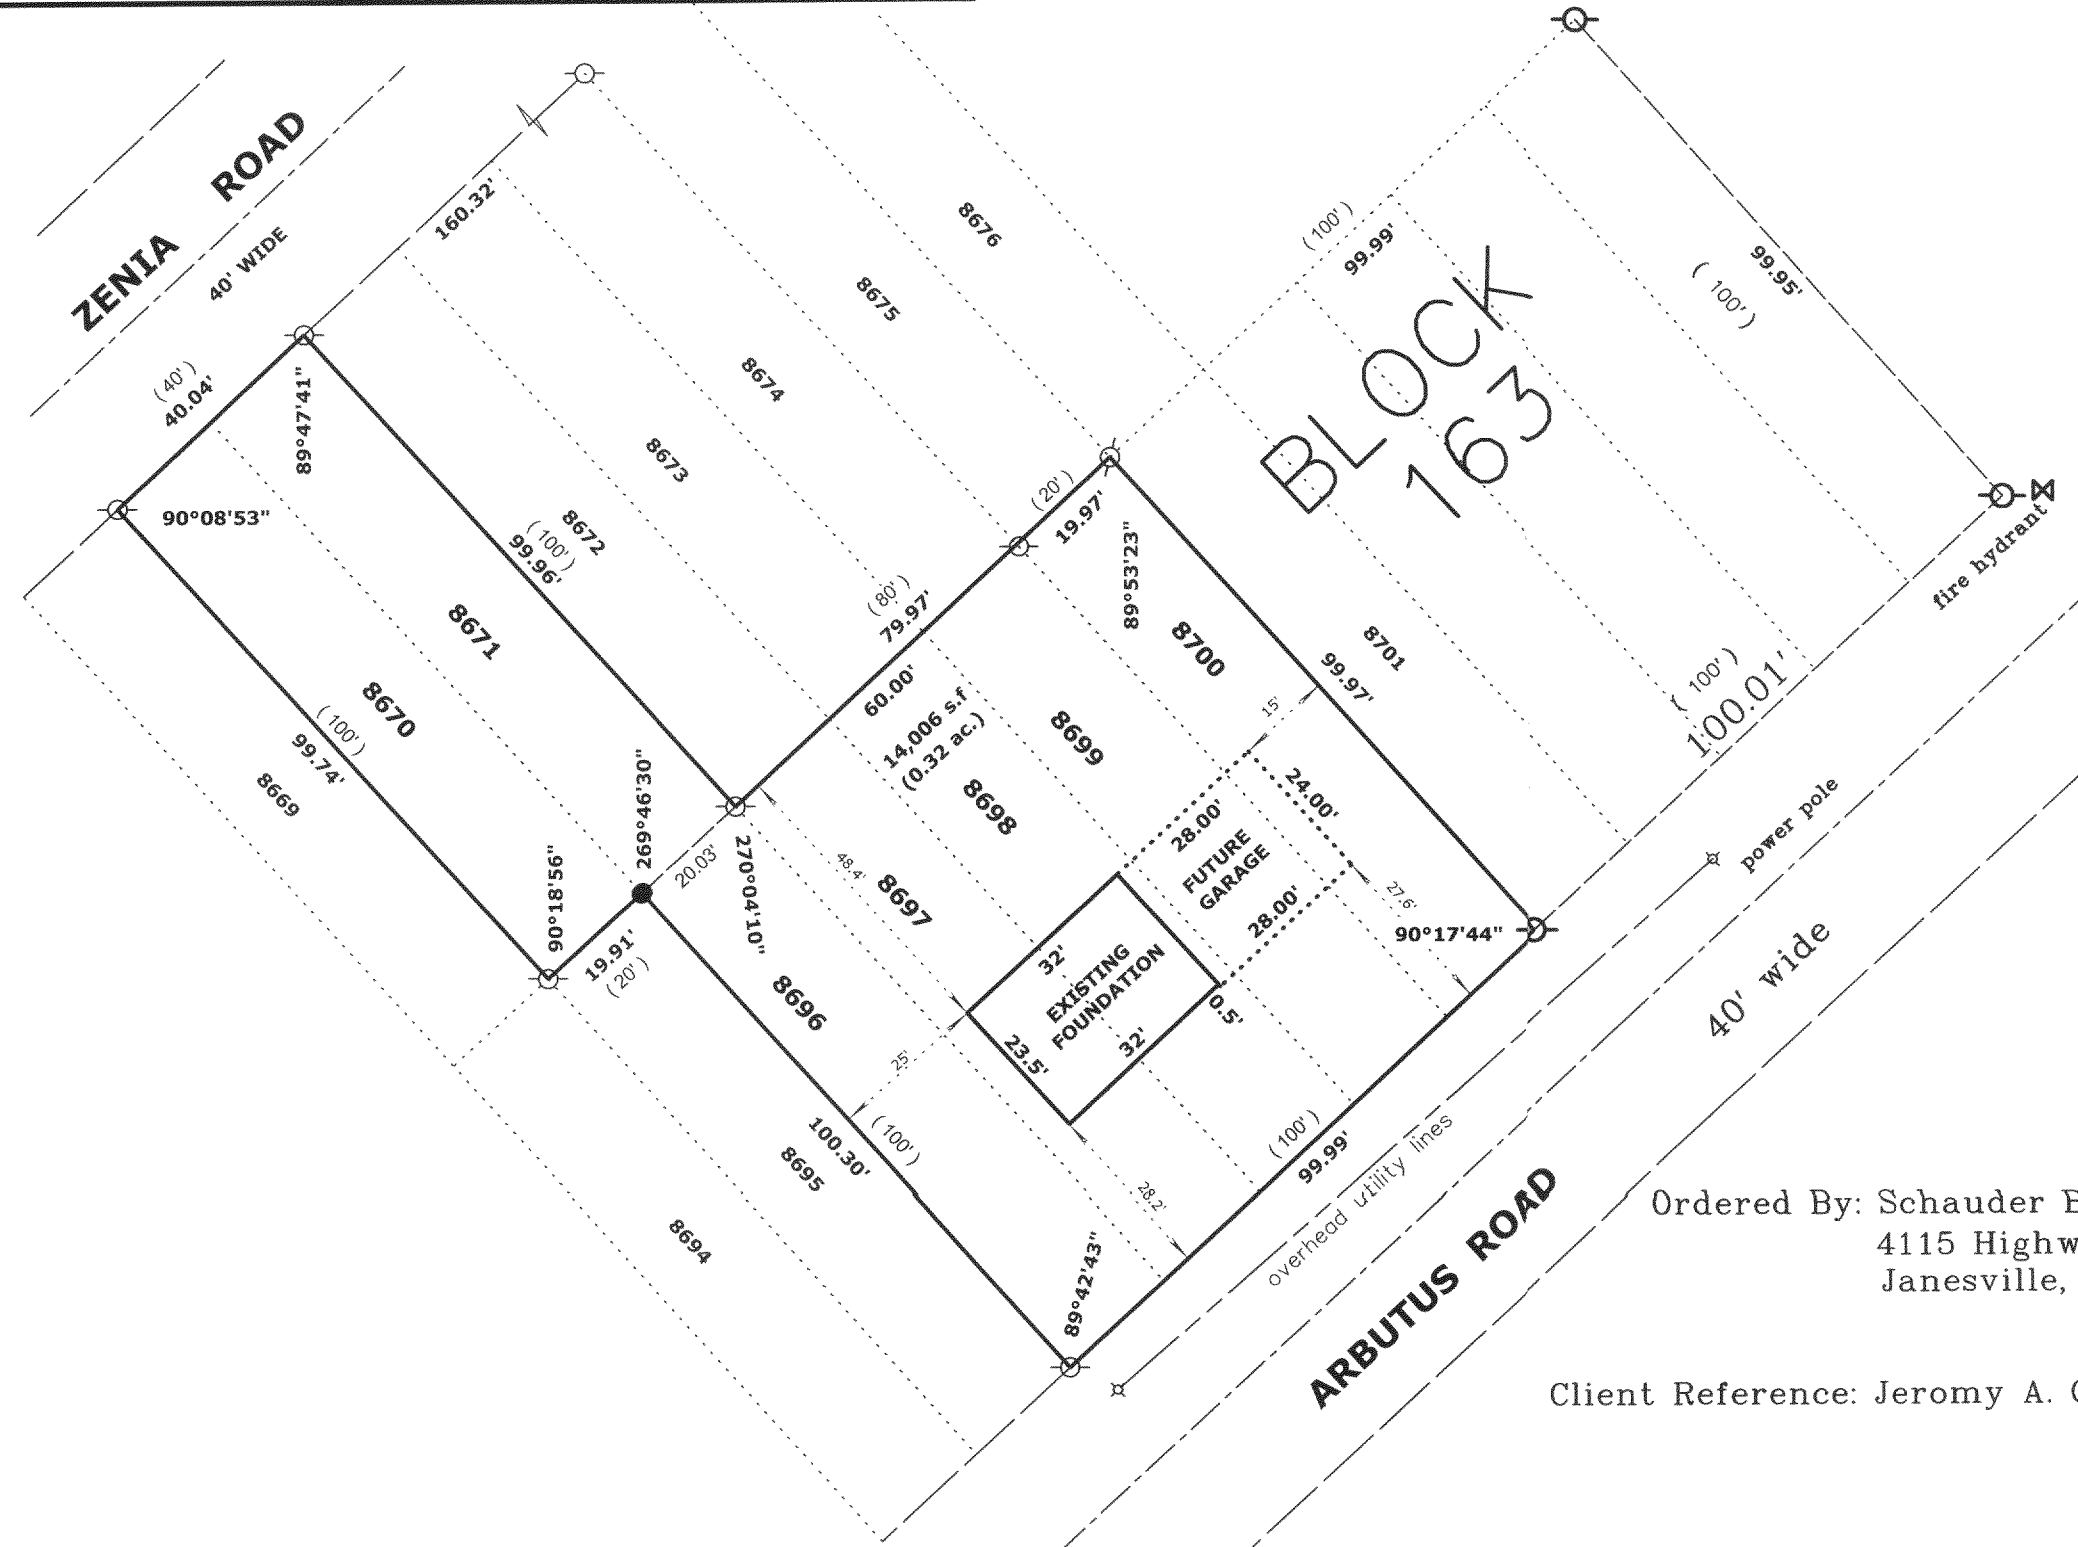 ZENIA ROAD
40' WIDE
160.32'
( 40' )
40.04'
89°47'41"
90°08'53"
8676
8675
8674
8673
8672
( 100' )
99.96'
8671
8670
( 100' )
99.74'
8669
269°46'30"
90°18'56"
20.03'
270°04'10"
19.91'
( 20' )
( 80' )
79.97'
60.00'
( 20' )
19.97'
89°53'23"
14,006 s.f
(0.32 ac.)
8700
8699
8698
8697
8696
8695
8694
8701
99.97'
15'
24.00'
28.00'
FUTURE
GARAGE
28.00'
27.6'
90°17'44"
48.4'
32'
EXISTING
FOUNDATION
32'
23.5'
0.5'
25'
28.2'
( 100' )
100.30'
89°42'43"
( 100' )
99.99'
BLOCK
163
( 100' )
99.99'
99.95'
( 100' )
( 100' )
100.01'
fire hydrant
power pole
overhead utility lines
40' wide
ARBUTUS ROAD
Ordered By: Schauder
4115
Janesville,
Client Reference: Jeromy A.